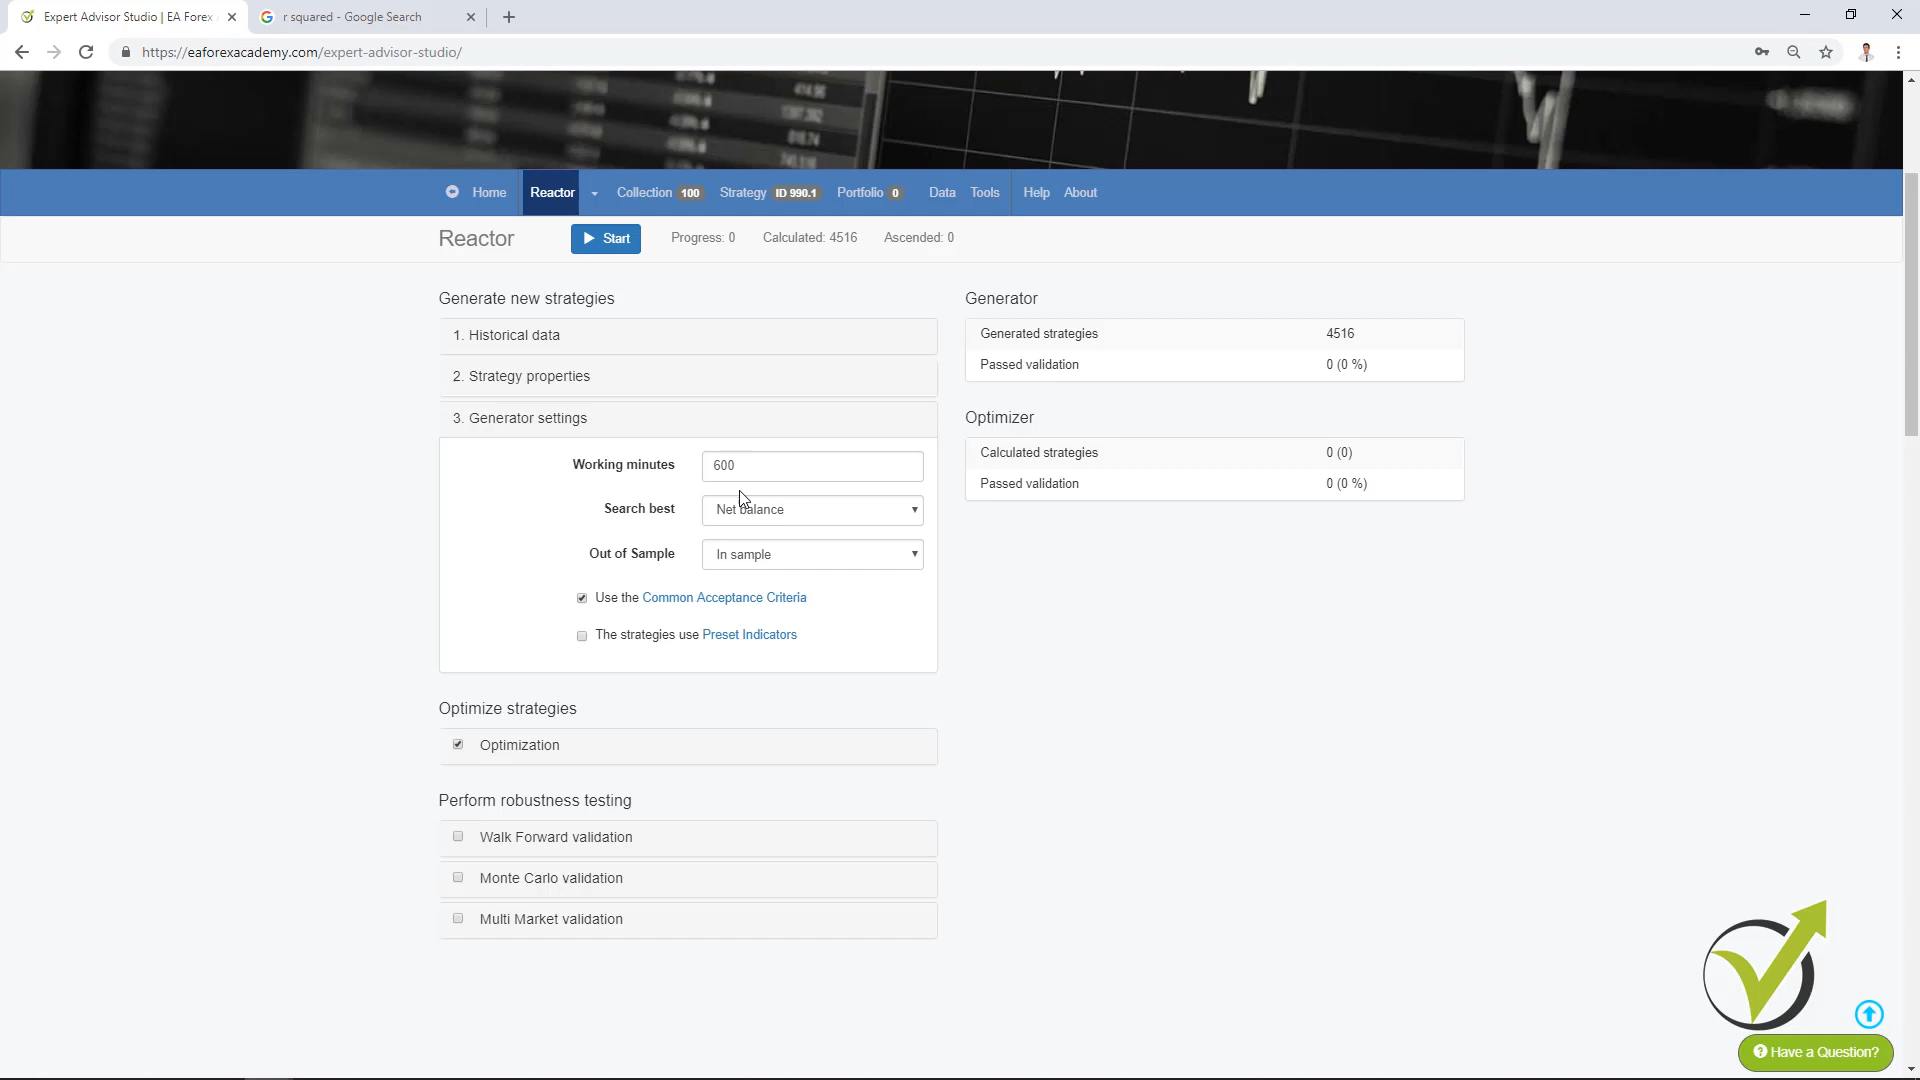 Expert Advisor Studio | EA Forex
r squared - Google Search
https://eaforexacademy.com/expert-advisor-studio/
Home
Reactor
Collection 100
Strategy ID 990.1
Portfolio 0
Data
Tools
Help
About
Reactor
Start
Progress: 0
Calculated: 4516
Ascended: 0
Generate new strategies
1. Historical data
2. Strategy properties
3. Generator settings
Working minutes
600
Search best
Net balance
Out of Sample
In sample
Use the Common Acceptance Criteria
The strategies use Preset Indicators
Optimize strategies
Optimization
Perform robustness testing
Walk Forward validation
Monte Carlo validation
Multi Market validation
Generator
Generated strategies 4516
Passed validation 0 (0 %)
Optimizer
Calculated strategies 0 (0)
Passed validation 0 (0 %)
Have a Question?